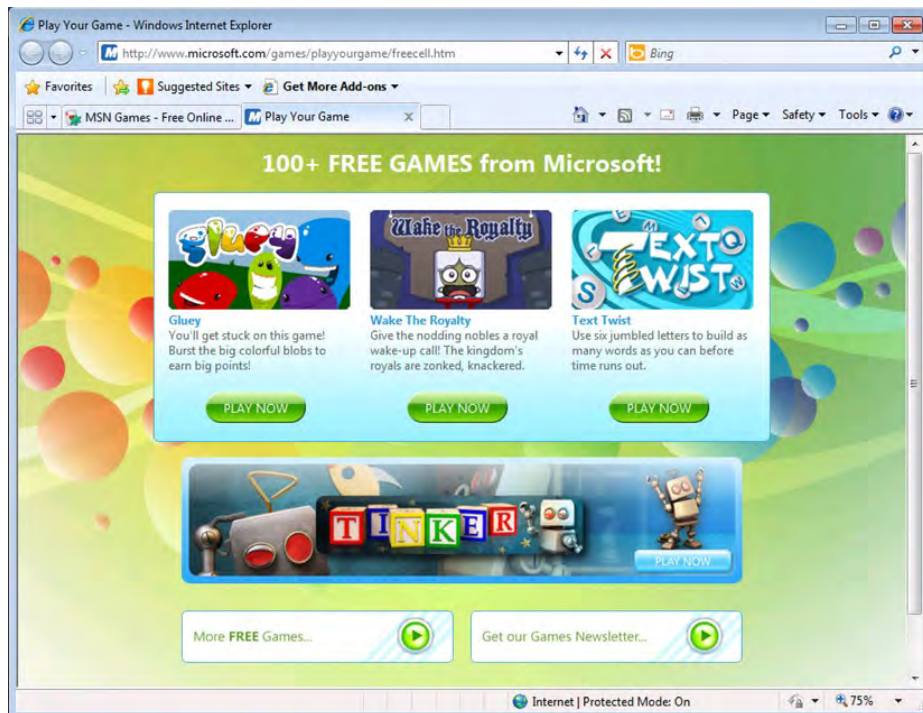 Play Your Game - Windows Internet Explorer
http://www.microsoft.com/games/playyourgame/freecell.htm
Bing
Favorites
Suggested Sites
Get More Add-ons
MSN Games - Free Online ...
Play Your Game
Page
Safety
Tools
100+ FREE GAMES from Microsoft!
gluey
Wake the Royalty
TEXT TWIST
Gluey
You'll get stuck on this game!
Burst the big colorful blobs to
earn big points!
Wake The Royalty
Give the nodding nobles a royal
wake-up call! The kingdom's
royals are zonked, knackered.
Text Twist
Use six jumbled letters to build as
many words as you can before
time runs out.
PLAY NOW
PLAY NOW
PLAY NOW
TINKER
PLAY NOW
More FREE Games...
Get our Games Newsletter...
Internet | Protected Mode: On
75%